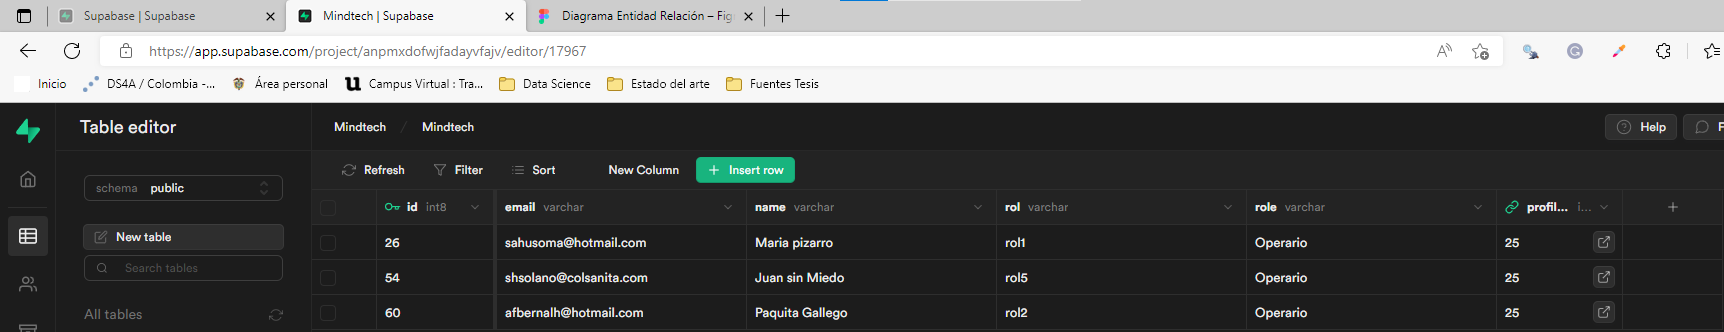 Supabase | Supabase
Mindtech | Supabase
Diagrama Entidad Relación – Fig
https://app.supabase.com/project/anpmxdofwjfadayvfajv/editor/17967
Inicio
DS4A / Colombia -...
Área personal
Campus Virtual : Tra...
Data Science
Estado del arte
Fuentes Tesis
Table editor
Mindtech / Mindtech
Help
F
Refresh
Filter
Sort
New Column
+ Insert row
schema public
id int8
email varchar
name varchar
rol varchar
role varchar
profil... i...
New table
26 sahusoma@hotmail.com Maria pizarro rol1 Operario 25
Search tables
54 shsolano@colsanita.com Juan sin Miedo rol5 Operario 25
All tables
60 afbernalh@hotmail.com Paquita Gallego rol2 Operario 25